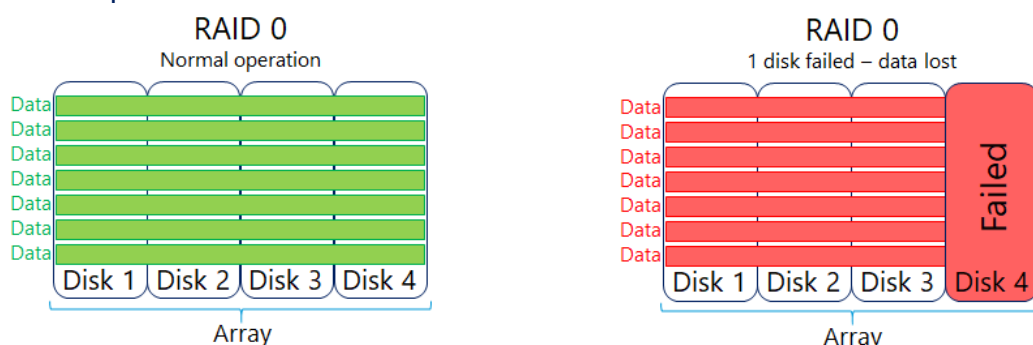 RAID 0
Normal operation
Data
Data
Data
Data
Data
Data
Data
Disk 1 Disk 2 Disk 3 Disk 4
Array
RAID 0
1 disk failed – data lost
Data
Data
Data
Data
Data
Data
Data
Failed
Disk 1 Disk 2 Disk 3 Disk 4
Array